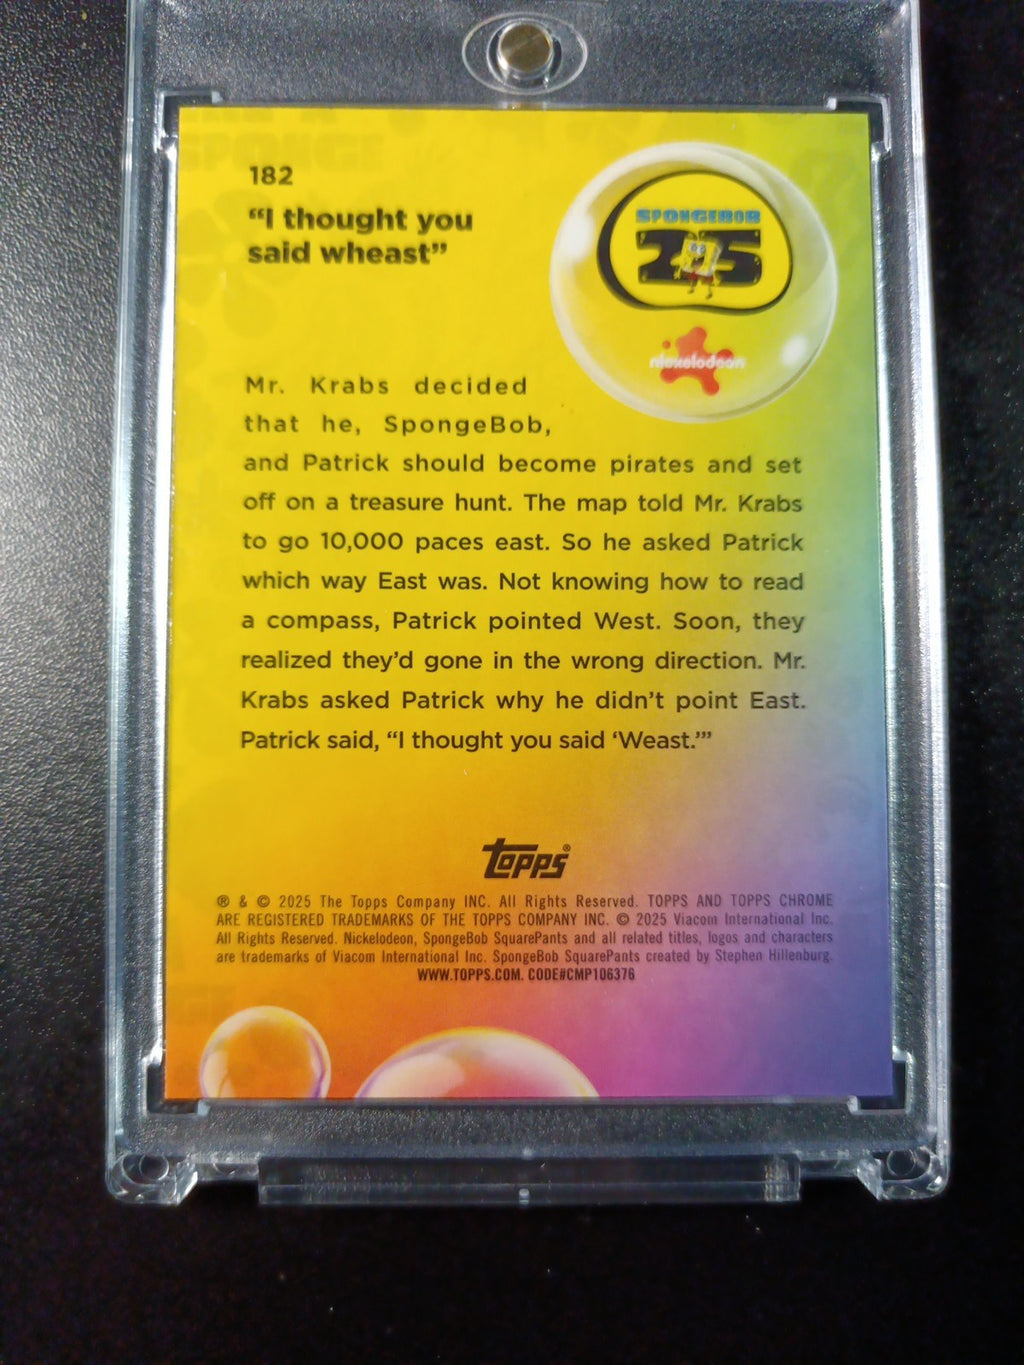 182
“I thought you
said wheast”
SPONGEBOB
25
nickelodeon
Mr. Krabs decided
that he, SpongeBob,
and Patrick should become pirates and set
off on a treasure hunt. The map told Mr. Krabs
to go 10,000 paces east. So he asked Patrick
which way East was. Not knowing how to read
a compass, Patrick pointed West. Soon, they
realized they’d gone in the wrong direction. Mr.
Krabs asked Patrick why he didn’t point East.
Patrick said, “I thought you said ‘Weast.’”
topps®
® & © 2025 The Topps Company INC. All Rights Reserved. TOPPS AND TOPPS CHROME
ARE REGISTERED TRADEMARKS OF THE TOPPS COMPANY INC. © 2025 Viacom International Inc.
All Rights Reserved. Nickelodeon, SpongeBob SquarePants and all related titles, logos and characters
are trademarks of Viacom International Inc. SpongeBob SquarePants created by Stephen Hillenburg.
WWW.TOPPS.COM. CODE#CMP106376